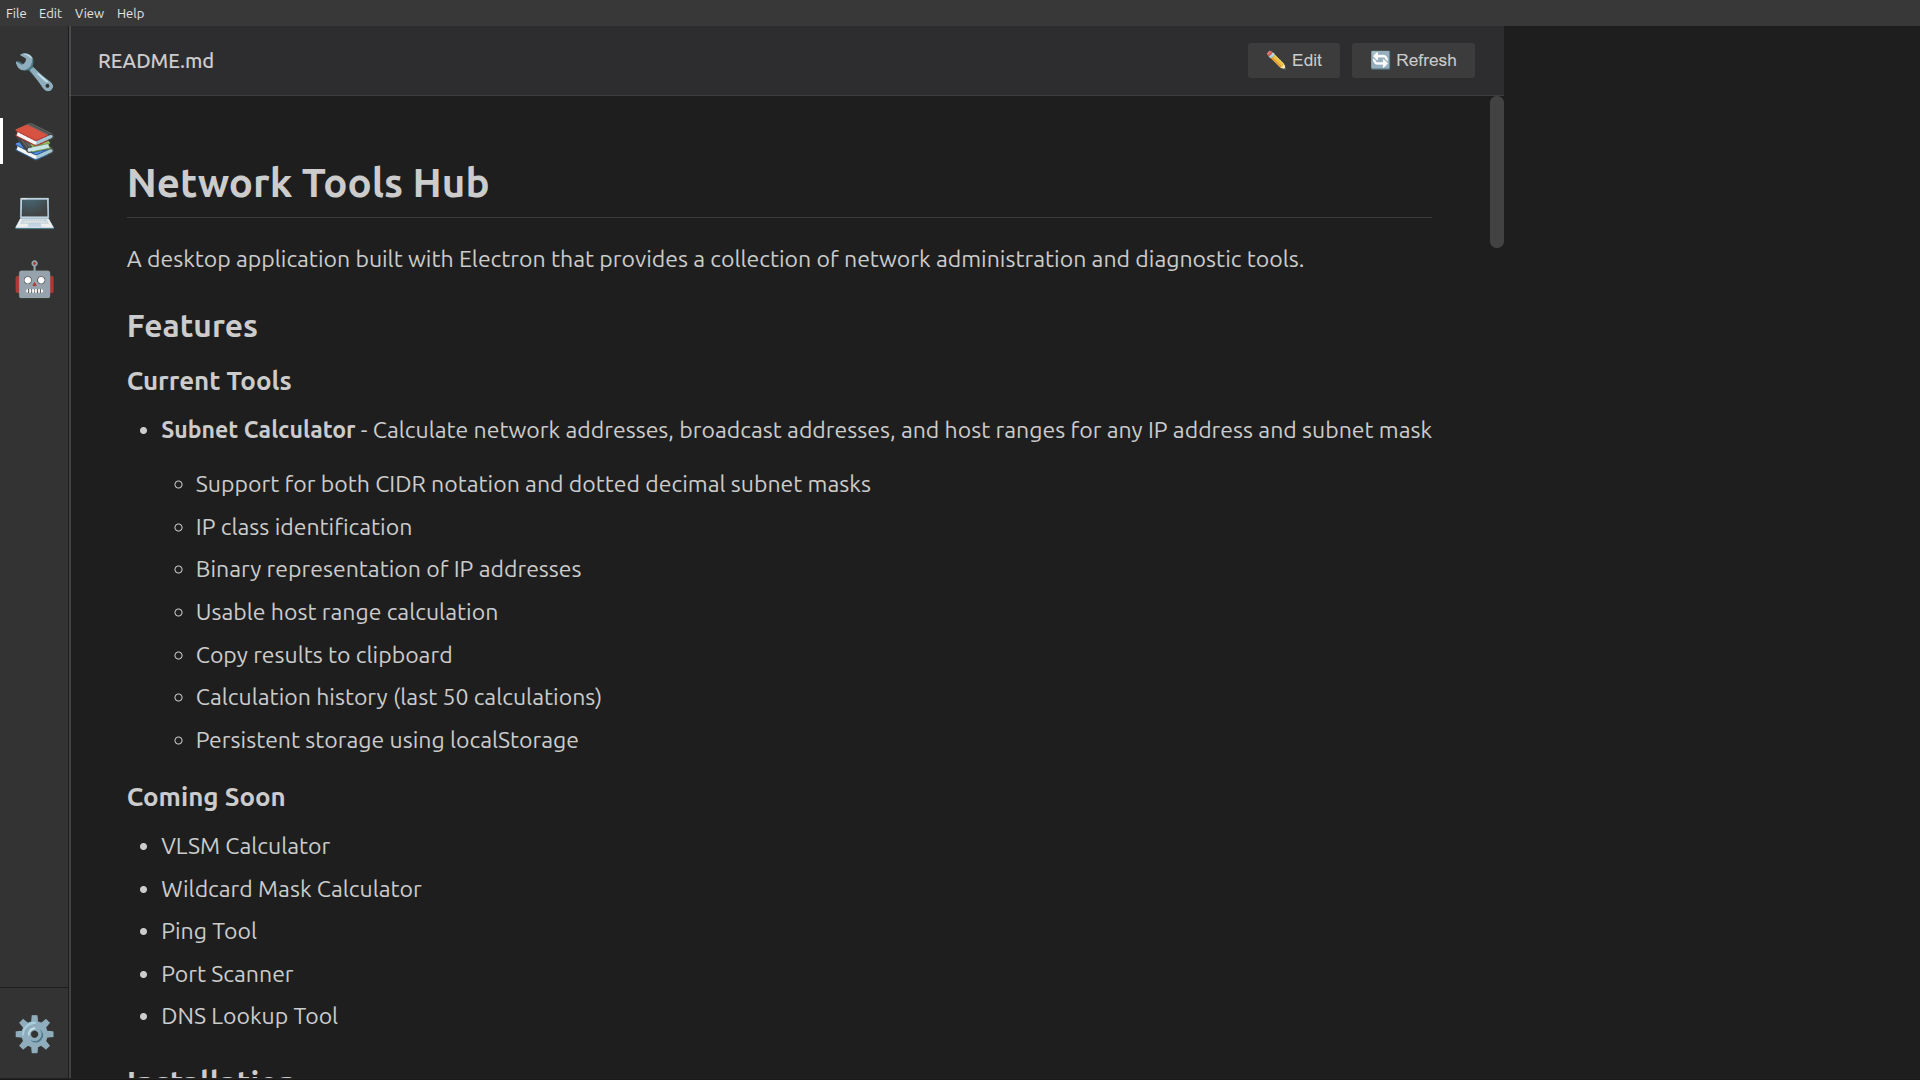 File Edit View Help
README.md
Edit
Refresh
Network Tools Hub
A desktop application built with Electron that provides a collection of network administration and diagnostic tools.
Features
Current Tools
Subnet Calculator - Calculate network addresses, broadcast addresses, and host ranges for any IP address and subnet mask
Support for both CIDR notation and dotted decimal subnet masks
IP class identification
Binary representation of IP addresses
Usable host range calculation
Copy results to clipboard
Calculation history (last 50 calculations)
Persistent storage using localStorage
Coming Soon
VLSM Calculator
Wildcard Mask Calculator
Ping Tool
Port Scanner
DNS Lookup Tool
Installation